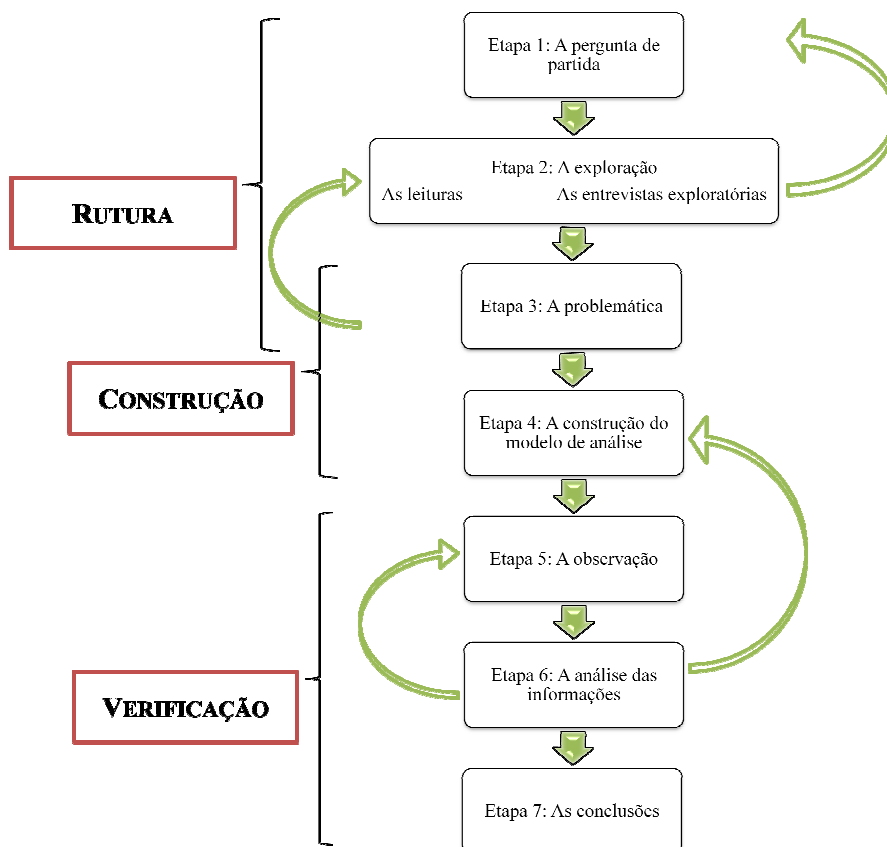 Etapa 1: A pergunta de
partida
Etapa 2: A exploração
As leituras As entrevistas exploratórias
RUTURA
Etapa 3: A problemática
CONSTRUÇÃO
Etapa 4: A construção do
modelo de análise
Etapa 5: A observação
Etapa 6: A análise das
informações
VERIFICAÇÃO
Etapa 7: As conclusões